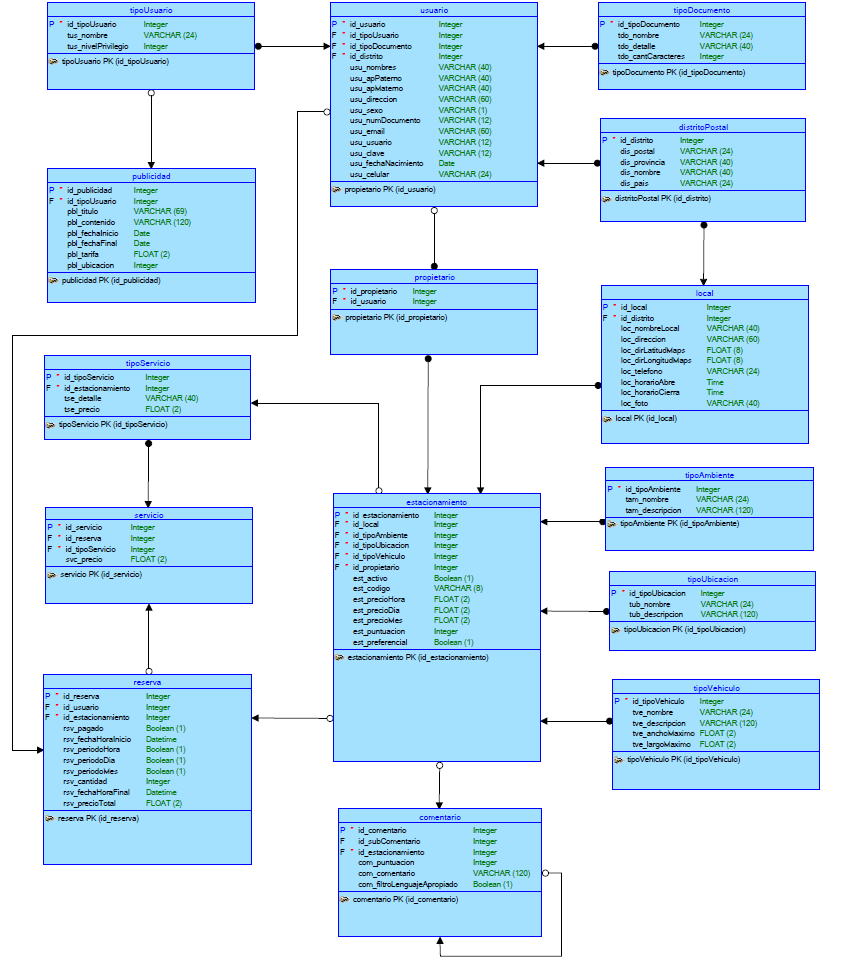 tipoUsuario
P * id_tipoUsuario Integer
tus_nombre VARCHAR (24)
tus_nivelPrivilegio Integer
tipoUsuario PK (id_tipoUsuario)
usuario
P * id_usuario Integer
F * id_tipoUsuario Integer
F * id_tipoDocumento Integer
F * id_distrito Integer
usu_nombres VARCHAR (40)
usu_apPaterno VARCHAR (40)
usu_apMaterno VARCHAR (40)
usu_direccion VARCHAR (60)
usu_sexo VARCHAR (1)
usu_numDocumento VARCHAR (12)
usu_email VARCHAR (60)
usu_usuario VARCHAR (12)
usu_clave VARCHAR (12)
usu_fechaNacimiento Date
usu_celular VARCHAR (24)
propietario PK (id_usuario)
tipoDocumento
P * id_tipoDocumento Integer
tdo_nombre VARCHAR (24)
tdo_detalle VARCHAR (40)
tdo_cantCaracteres Integer
tipoDocumento PK (id_tipoDocumento)
distritoPostal
P * id_distrito Integer
dis_postal VARCHAR (24)
dis_provincia VARCHAR (40)
dis_nombre VARCHAR (40)
dis_pais VARCHAR (24)
distritoPostal PK (id_distrito)
publicidad
P * id_publicidad Integer
F * id_tipoUsuario Integer
pbl_titulo VARCHAR (69)
pbl_contenido VARCHAR (120)
pbl_fechaInicio Date
pbl_fechaFinal Date
pbl_tarifa FLOAT (2)
pbl_ubicacion Integer
publicidad PK (id_publicidad)
propietario
P * id_propietario Integer
F * id_usuario Integer
propietario PK (id_propietario)
local
P * id_local Integer
F * id_distrito Integer
loc_nombreLocal VARCHAR (40)
loc_direccion VARCHAR (60)
loc_dirLatitudMaps FLOAT (8)
loc_dirLongitudMaps FLOAT (8)
loc_telefono VARCHAR (24)
loc_horarioAbre Time
loc_horarioCierra Time
loc_foto VARCHAR (40)
local PK (id_local)
tipoServicio
P * id_tipoServicio Integer
F * id_estacionamiento Integer
tse_detalle VARCHAR (40)
tse_precio FLOAT (2)
tipoServicio PK (id_tipoServicio)
servicio
P * id_servicio Integer
F * id_reserva Integer
F * id_tipoServicio Integer
svc_precio FLOAT (2)
servicio PK (id_servicio)
estacionamiento
P * id_estacionamiento Integer
F * id_local Integer
F * id_tipoAmbiente Integer
F * id_tipoUbicacion Integer
F * id_tipoVehiculo Integer
F * id_propietario Integer
est_activo Boolean (1)
est_codigo VARCHAR (8)
est_precioHora FLOAT (2)
est_precioDia FLOAT (2)
est_precioMes FLOAT (2)
est_puntuacion Integer
est_preferencial Boolean (1)
estacionamiento PK (id_estacionamiento)
tipoAmbiente
P * id_tipoAmbiente Integer
tam_nombre VARCHAR (24)
tam_descripcion VARCHAR (120)
tipoAmbiente PK (id_tipoAmbiente)
tipoUbicacion
P * id_tipoUbicacion Integer
tub_nombre VARCHAR (24)
tub_descripcion VARCHAR (120)
tipoUbicacion PK (id_tipoUbicacion)
reserva
P * id_reserva Integer
F * id_usuario Integer
F * id_estacionamiento Integer
rsv_pagado Boolean (1)
rsv_fechaHoraInicio Datetime
rsv_periodoHora Boolean (1)
rsv_periodoDia Boolean (1)
rsv_periodoMes Boolean (1)
rsv_cantidad Integer
rsv_fechaHoraFinal Datetime
rsv_precioTotal FLOAT (2)
reserva PK (id_reserva)
tipoVehiculo
P * id_tipoVehiculo Integer
tve_nombre VARCHAR (24)
tve_descripcion VARCHAR (120)
tve_anchoMaximo FLOAT (2)
tve_largoMaximo FLOAT (2)
tipoVehiculo PK (id_tipoVehiculo)
comentario
P * id_comentario Integer
F id_subComentario Integer
F * id_estacionamiento Integer
com_puntuacion Integer
com_comentario VARCHAR (120)
com_filtroLenguajeApropiado Boolean (1)
comentario PK (id_comentario)